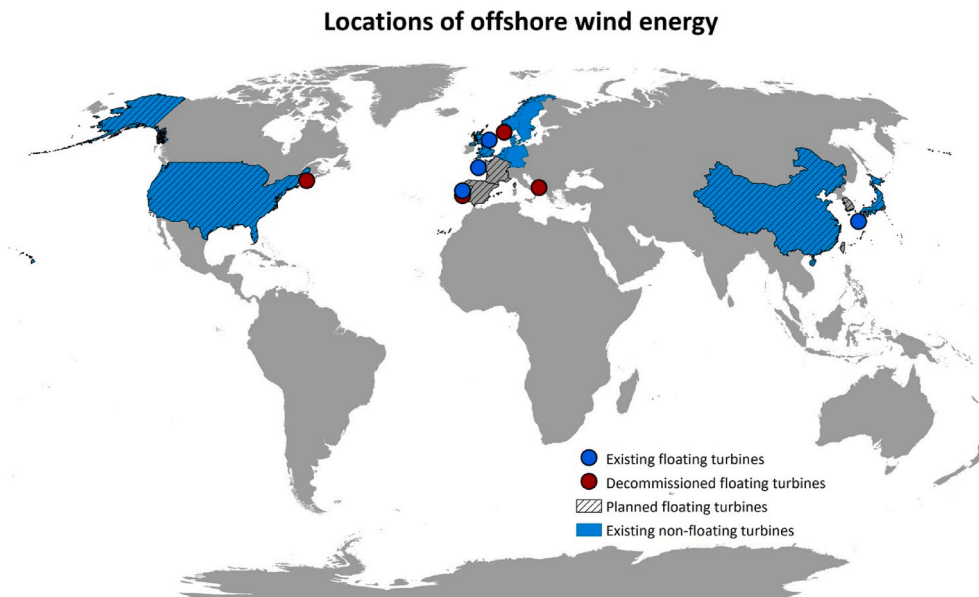 Locations of offshore wind energy
Existing floating turbines
Decommissioned floating turbines
Planned floating turbines
Existing non-floating turbines